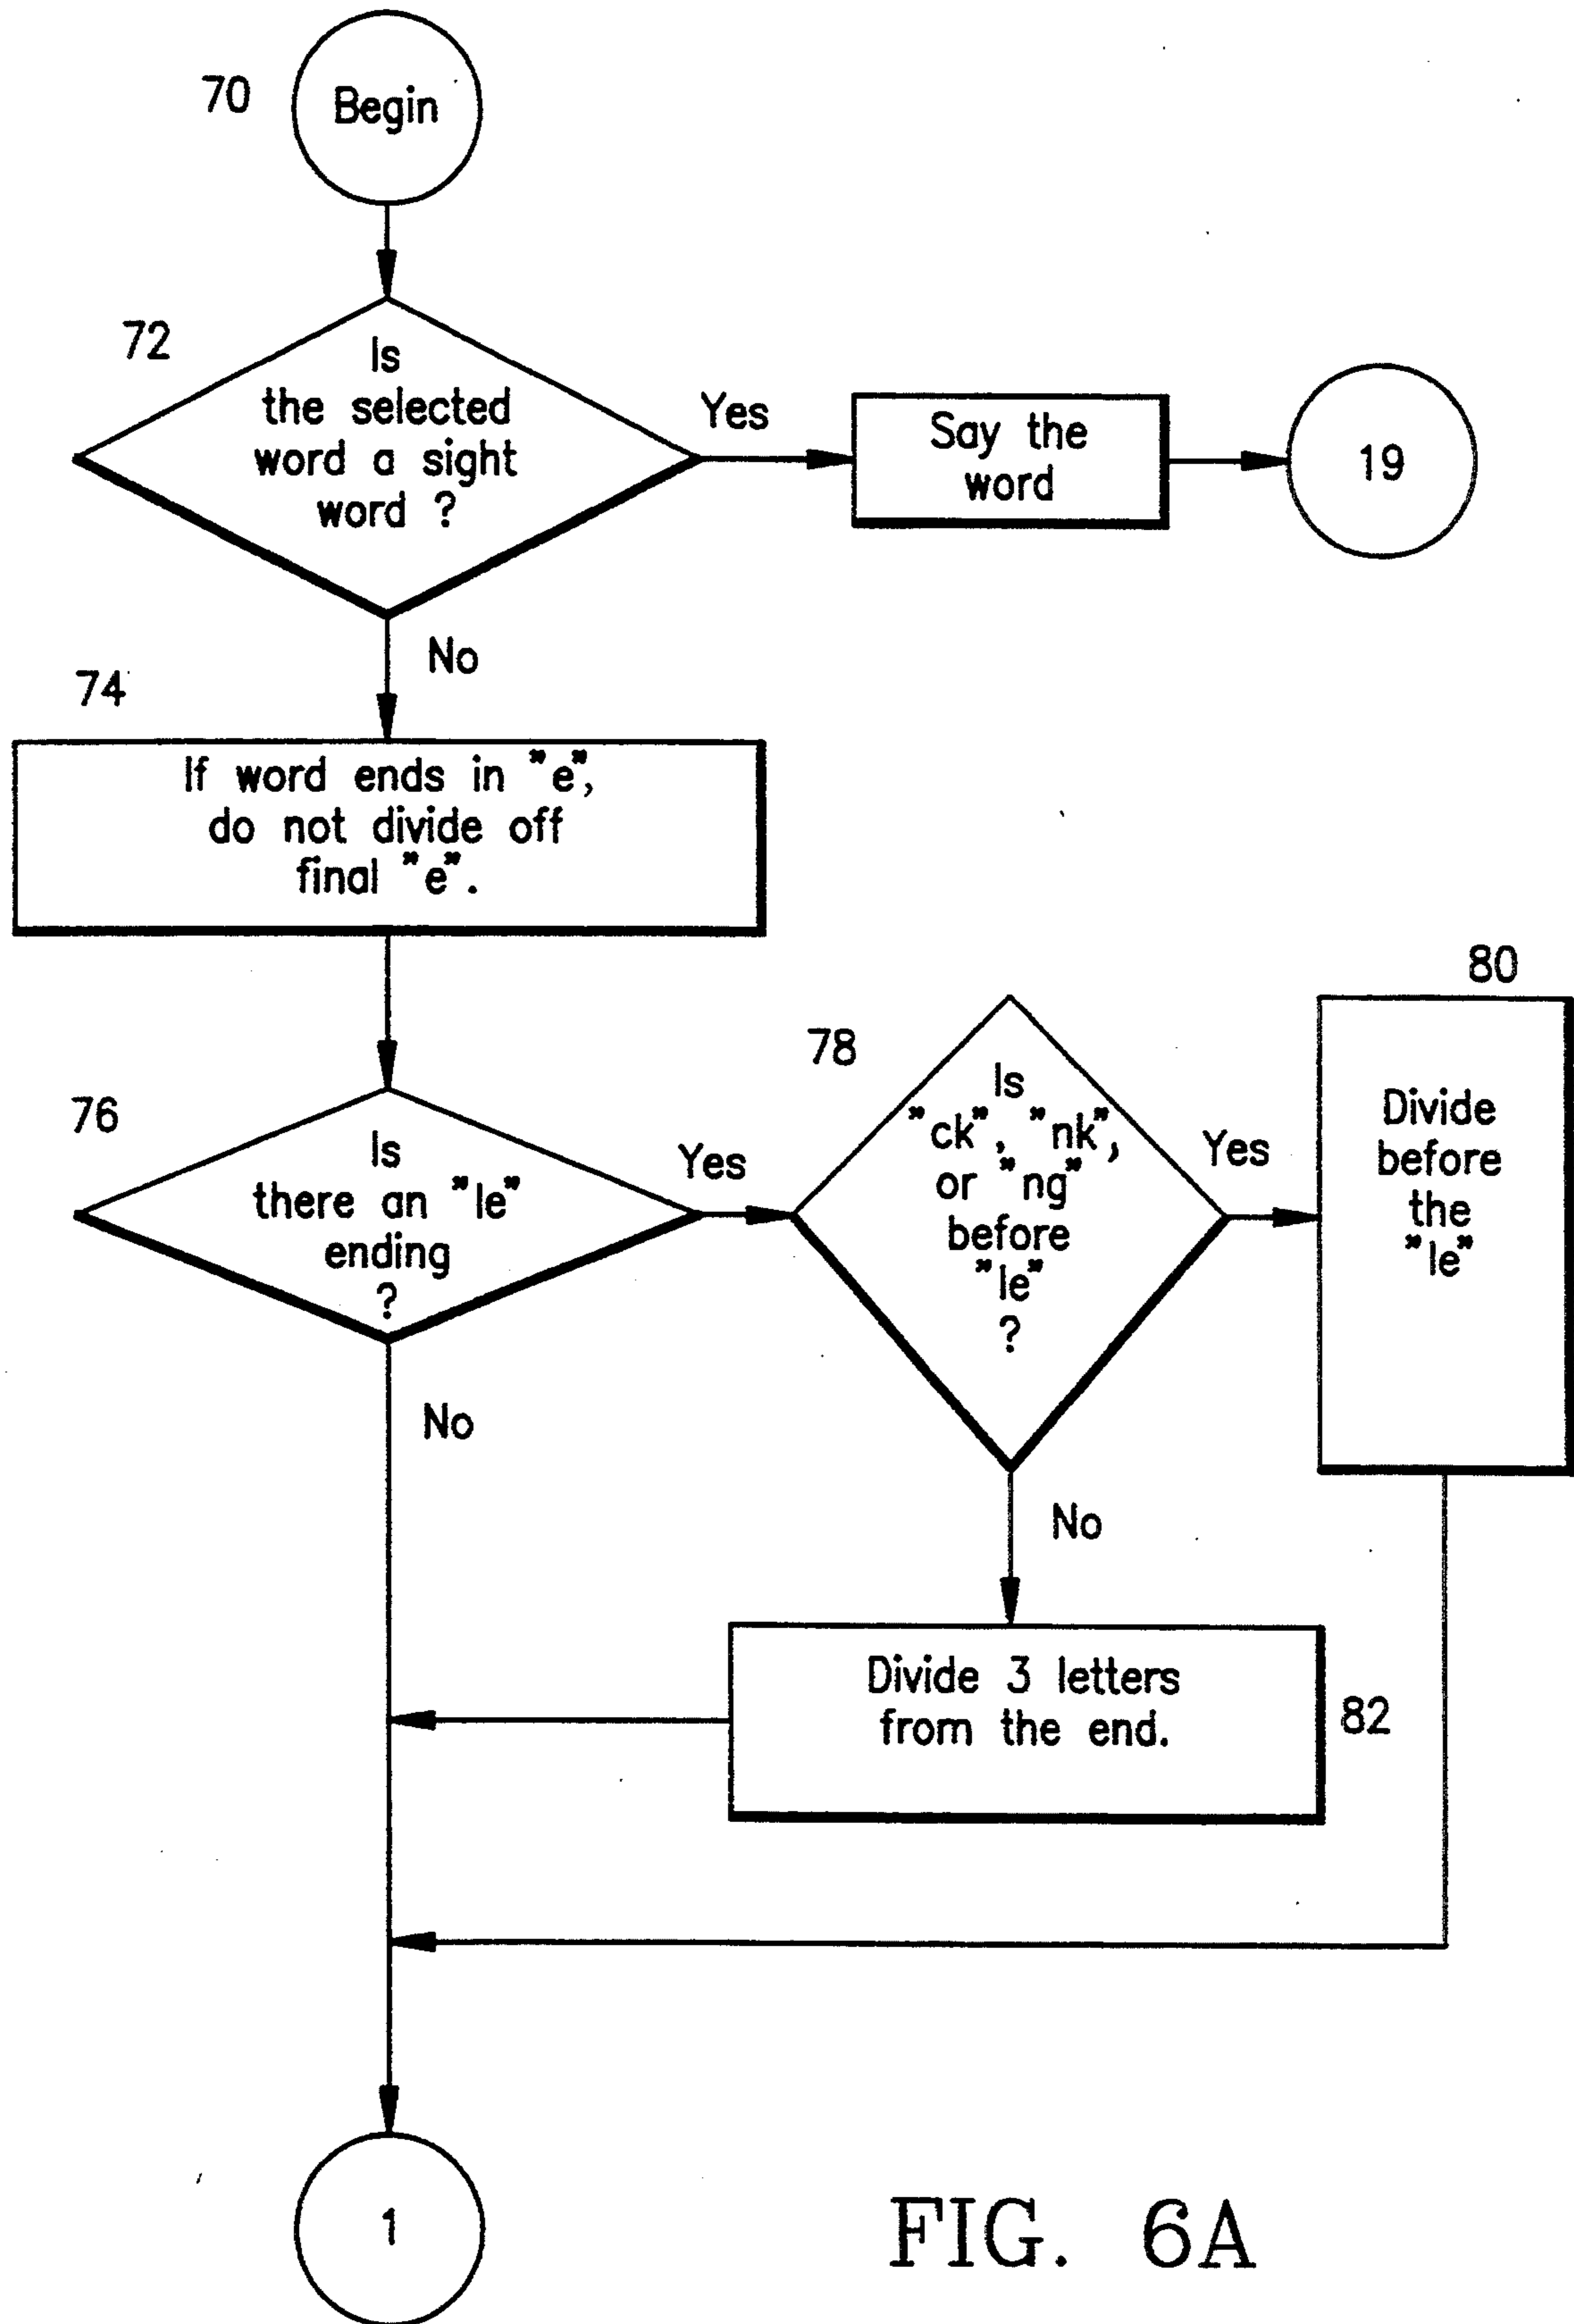 70
Begin
72
Is
the selected
word a sight
word ?
Yes
Say the
word
19
No
74
If word ends in "e",
do not divide off
final "e".
76
Is
there an "le"
ending
?
Yes
78
Is
"ck", "nk",
or "ng"
before
"le"
?
Yes
80
Divide
before
the
"le"
No
No
Divide 3 letters
from the end.
82
1
FIG. 6A